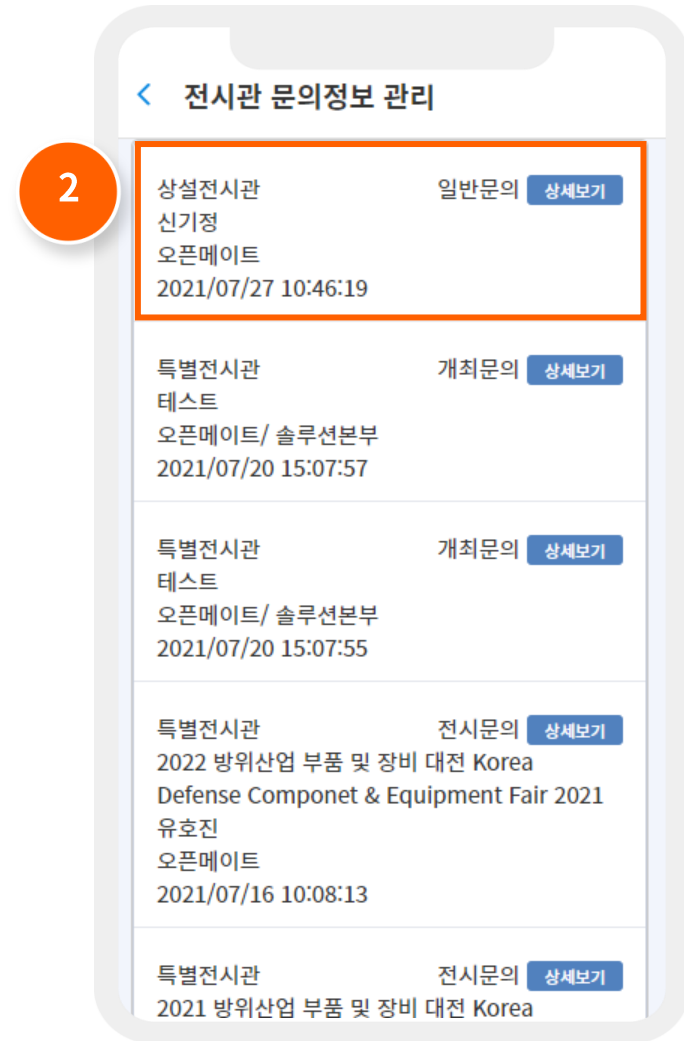 전시관 문의정보 관리
2
상설전시관 일반문의 상세보기
신기정
오픈메이트
2021/07/27 10:46:19
특별전시관 개최문의 상세보기
테스트
오픈메이트/ 솔루션본부
2021/07/20 15:07:57
특별전시관 개최문의 상세보기
테스트
오픈메이트/ 솔루션본부
2021/07/20 15:07:55
특별전시관 전시문의 상세보기
2022 방위산업 부품 및 장비 대전 Korea
Defense Componet & Equipment Fair 2021
유호진
오픈메이트
2021/07/16 10:08:13
특별전시관 전시문의 상세보기
2021 방위산업 부품 및 장비 대전 Korea